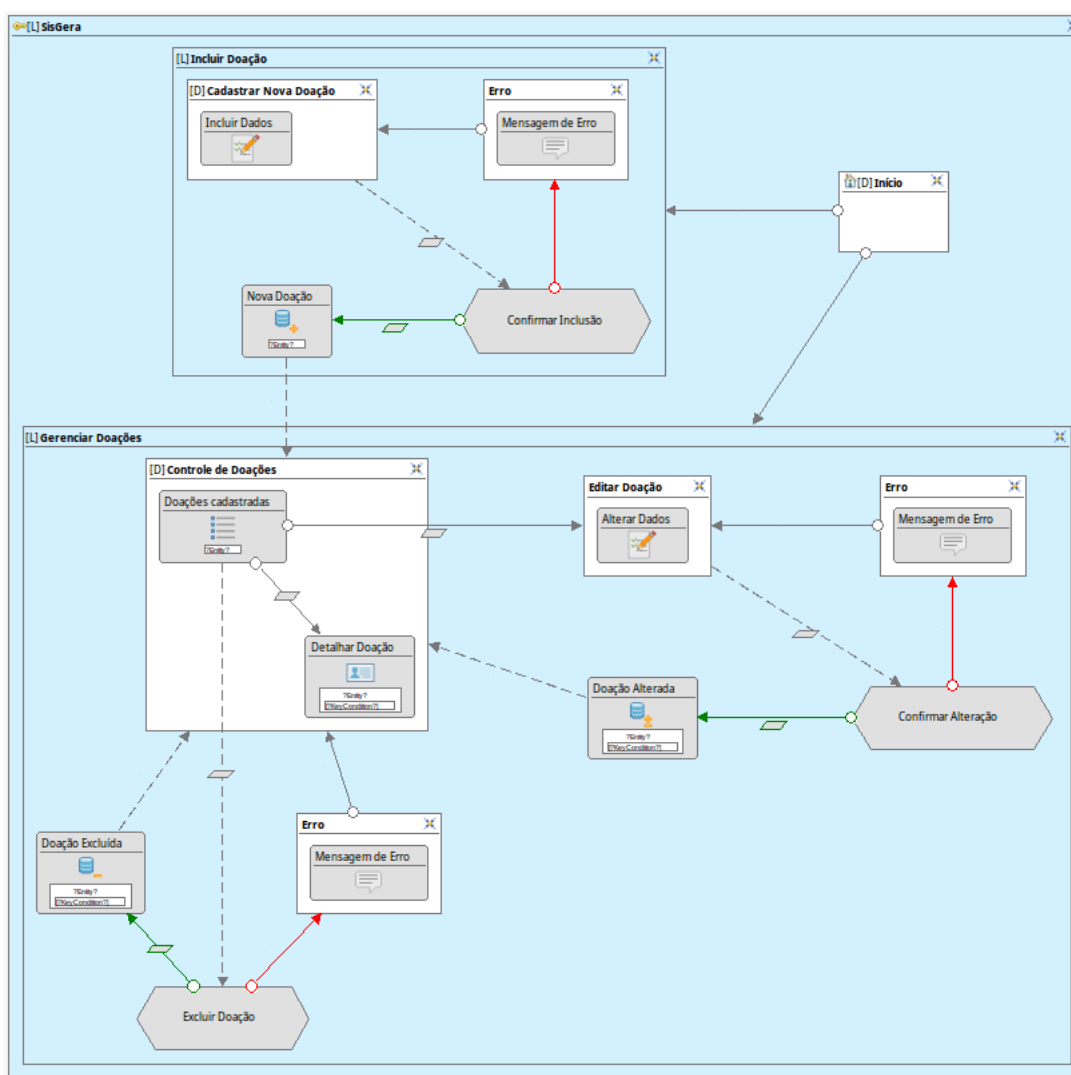 [L] SisGera
[L] Incluir Doação
[D] Cadastrar Nova Doação
Erro
Incluir Dados
Mensagem de Erro
[D] Início
Nova Doação
?Entity?
Confirmar Inclusão
[L] Gerenciar Doações
[D] Controle de Doações
Editar Doação
Erro
Doações cadastradas
?Entity?
Alterar Dados
Mensagem de Erro
Detalhar Doação
?Entity?
[?KeyCondition?]
Doação Alterada
?Entity?
[?KeyCondition?]
Confirmar Alteração
Erro
Doação Excluída
?Entity?
[?KeyCondition?]
Mensagem de Erro
Excluir Doação